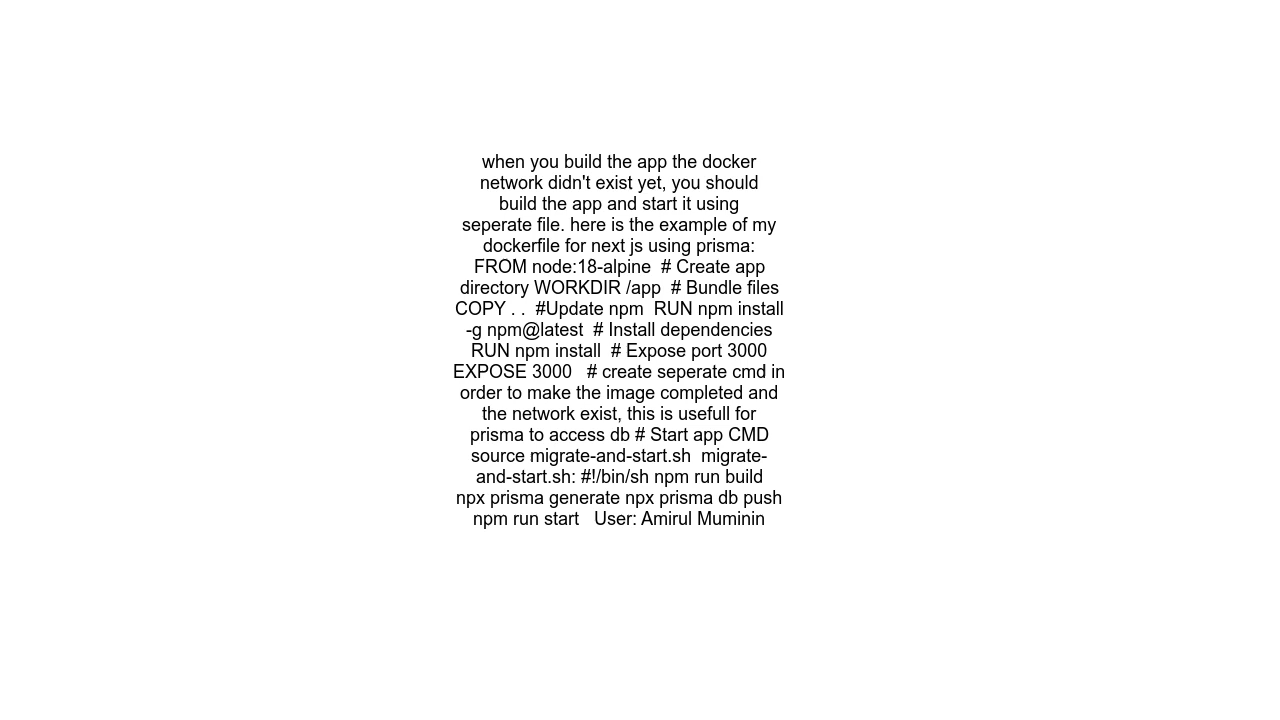 when you build the app the docker
network didn't exist yet, you should
build the app and start it using
seperate file. here is the example of my
dockerfile for next js using prisma:
FROM node:18-alpine  # Create app
directory WORKDIR /app  # Bundle files
COPY . .  #Update npm  RUN npm install
-g npm@latest  # Install dependencies
RUN npm install  # Expose port 3000
EXPOSE 3000   # create seperate cmd in
order to make the image completed and
the network exist, this is usefull for
prisma to access db # Start app CMD
source migrate-and-start.sh  migrate-
and-start.sh: #!/bin/sh npm run build
npx prisma generate npx prisma db push
npm run start   User: Amirul Muminin